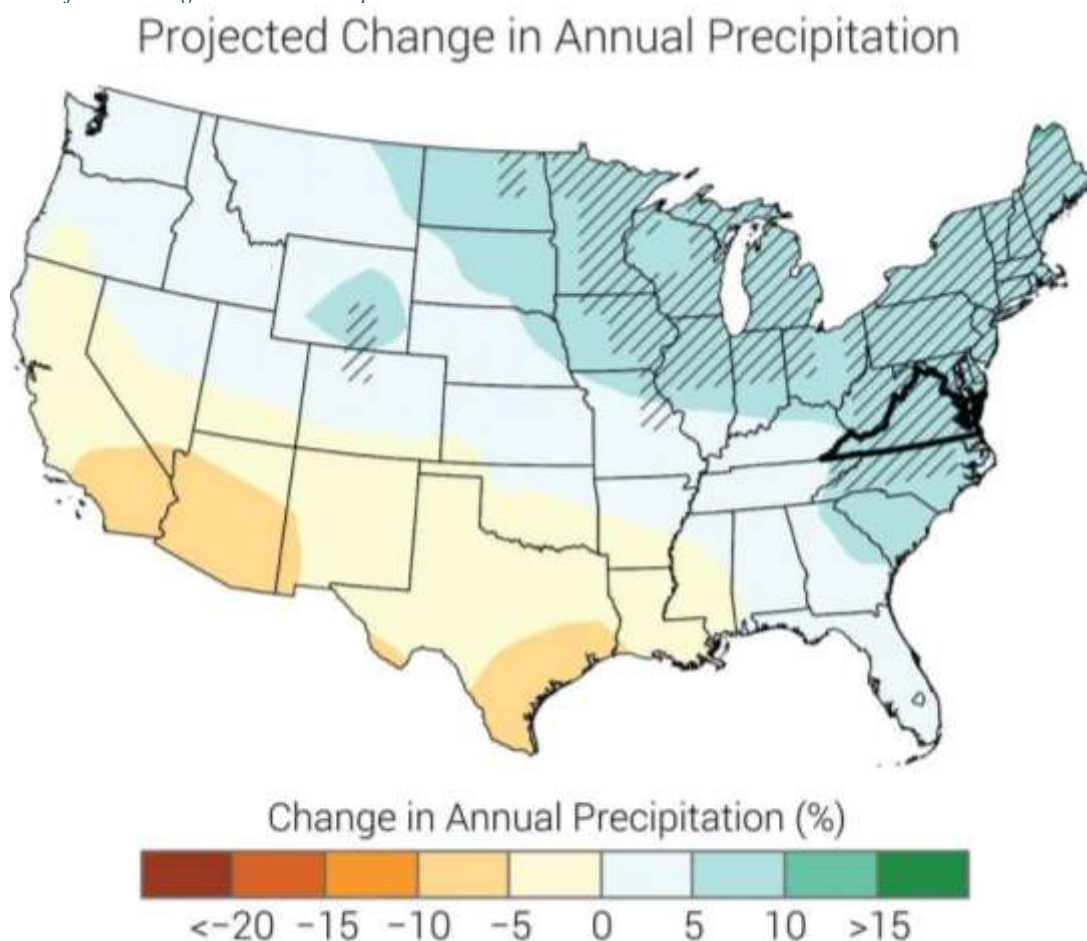 Projected Change in Annual Precipitation
Change in Annual Precipitation (%)
<−20 −15 −10 −5 0 5 10 >15